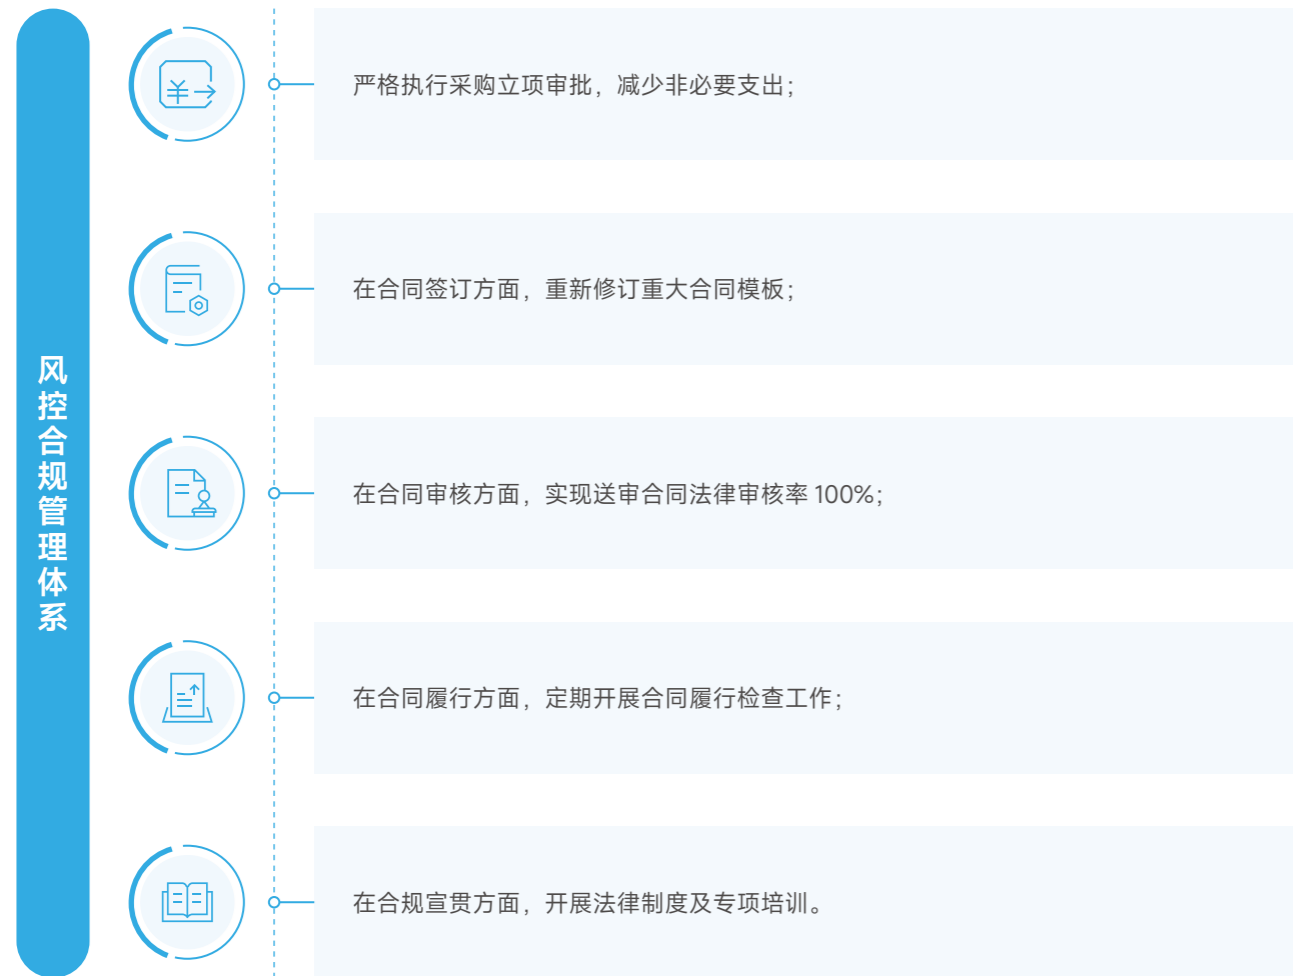 风控合规管理体系
严格执行采购立项审批，减少非必要支出；
在合同签订方面，重新修订重大合同模板；
在合同审核方面，实现送审合同法律审核率 100%；
在合同履行方面，定期开展合同履行检查工作；
在合规宣贯方面，开展法律制度及专项培训。